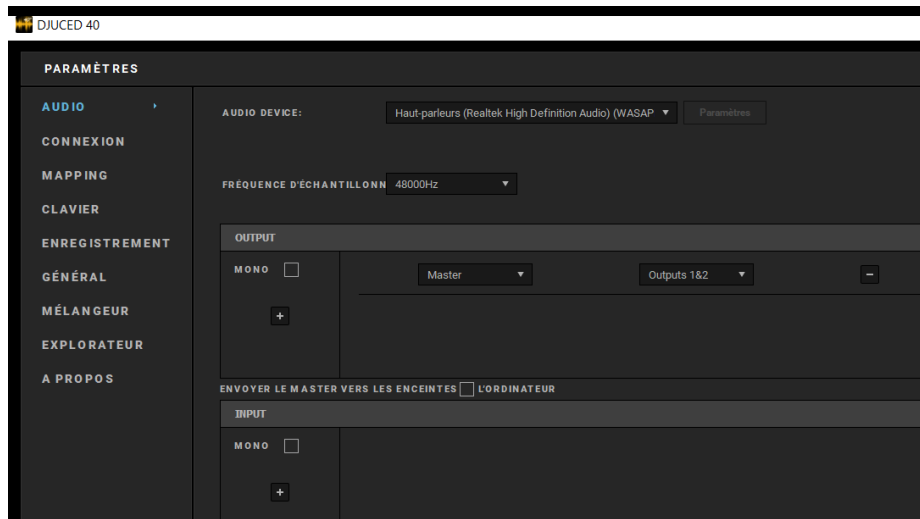 DJUCED 40
PARAMÈTRES
AUDIO
CONNEXION
MAPPING
CLAVIER
ENREGISTREMENT
GÉNÉRAL
MÉLANGEUR
EXPLORATEUR
A PROPOS
AUDIO DEVICE: Haut-parleurs (Realtek High Definition Audio) (WASAP Paramètres
FRÉQUENCE D'ÉCHANTILLONN 48000Hz
OUTPUT
MONO Master Outputs 1&2 −
+
ENVOYER LE MASTER VERS LES ENCEINTES L'ORDINATEUR
INPUT
MONO
+